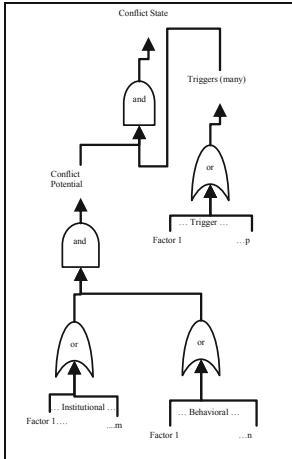 Conflict State
and
Triggers (many)
Conflict
Potential
or
and
... Trigger ...
Factor 1 ...p
or
or
... Institutional ...
Factor 1.... ....m
... Behavioral ...
Factor 1 ...n